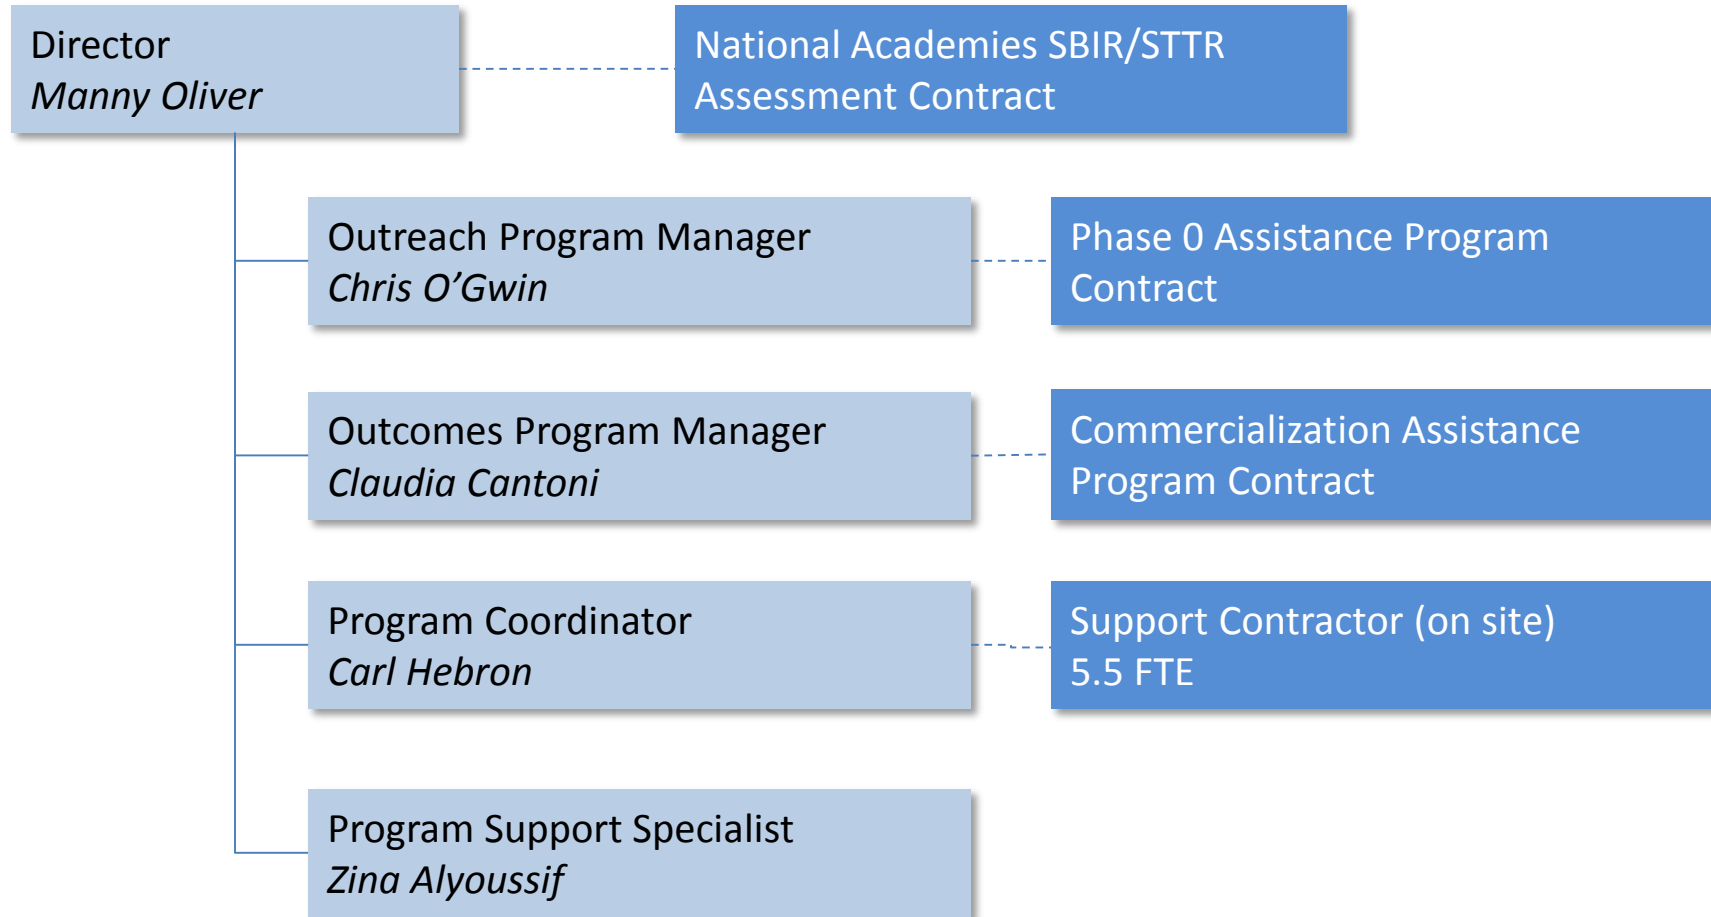 Director
Manny Oliver
National Academies SBIR/STTR
Assessment Contract
Outreach Program Manager
Chris O’Gwin
Phase 0 Assistance Program
Contract
Outcomes Program Manager
Claudia Cantoni
Commercialization Assistance
Program Contract
Program Coordinator
Carl Hebron
Support Contractor (on site)
5.5 FTE
Program Support Specialist
Zina Alyoussif